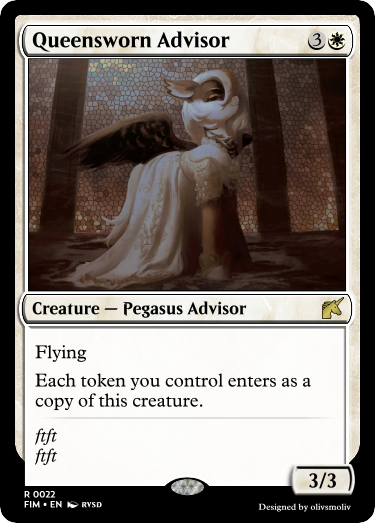 Queensworn Advisor 3
Creature — Pegasus Advisor
Flying
Each token you control enters as a
copy of this creature.
ftft
ftft
3/3
R 0022
FIM • EN RVSD
Designed by olivsmoliv